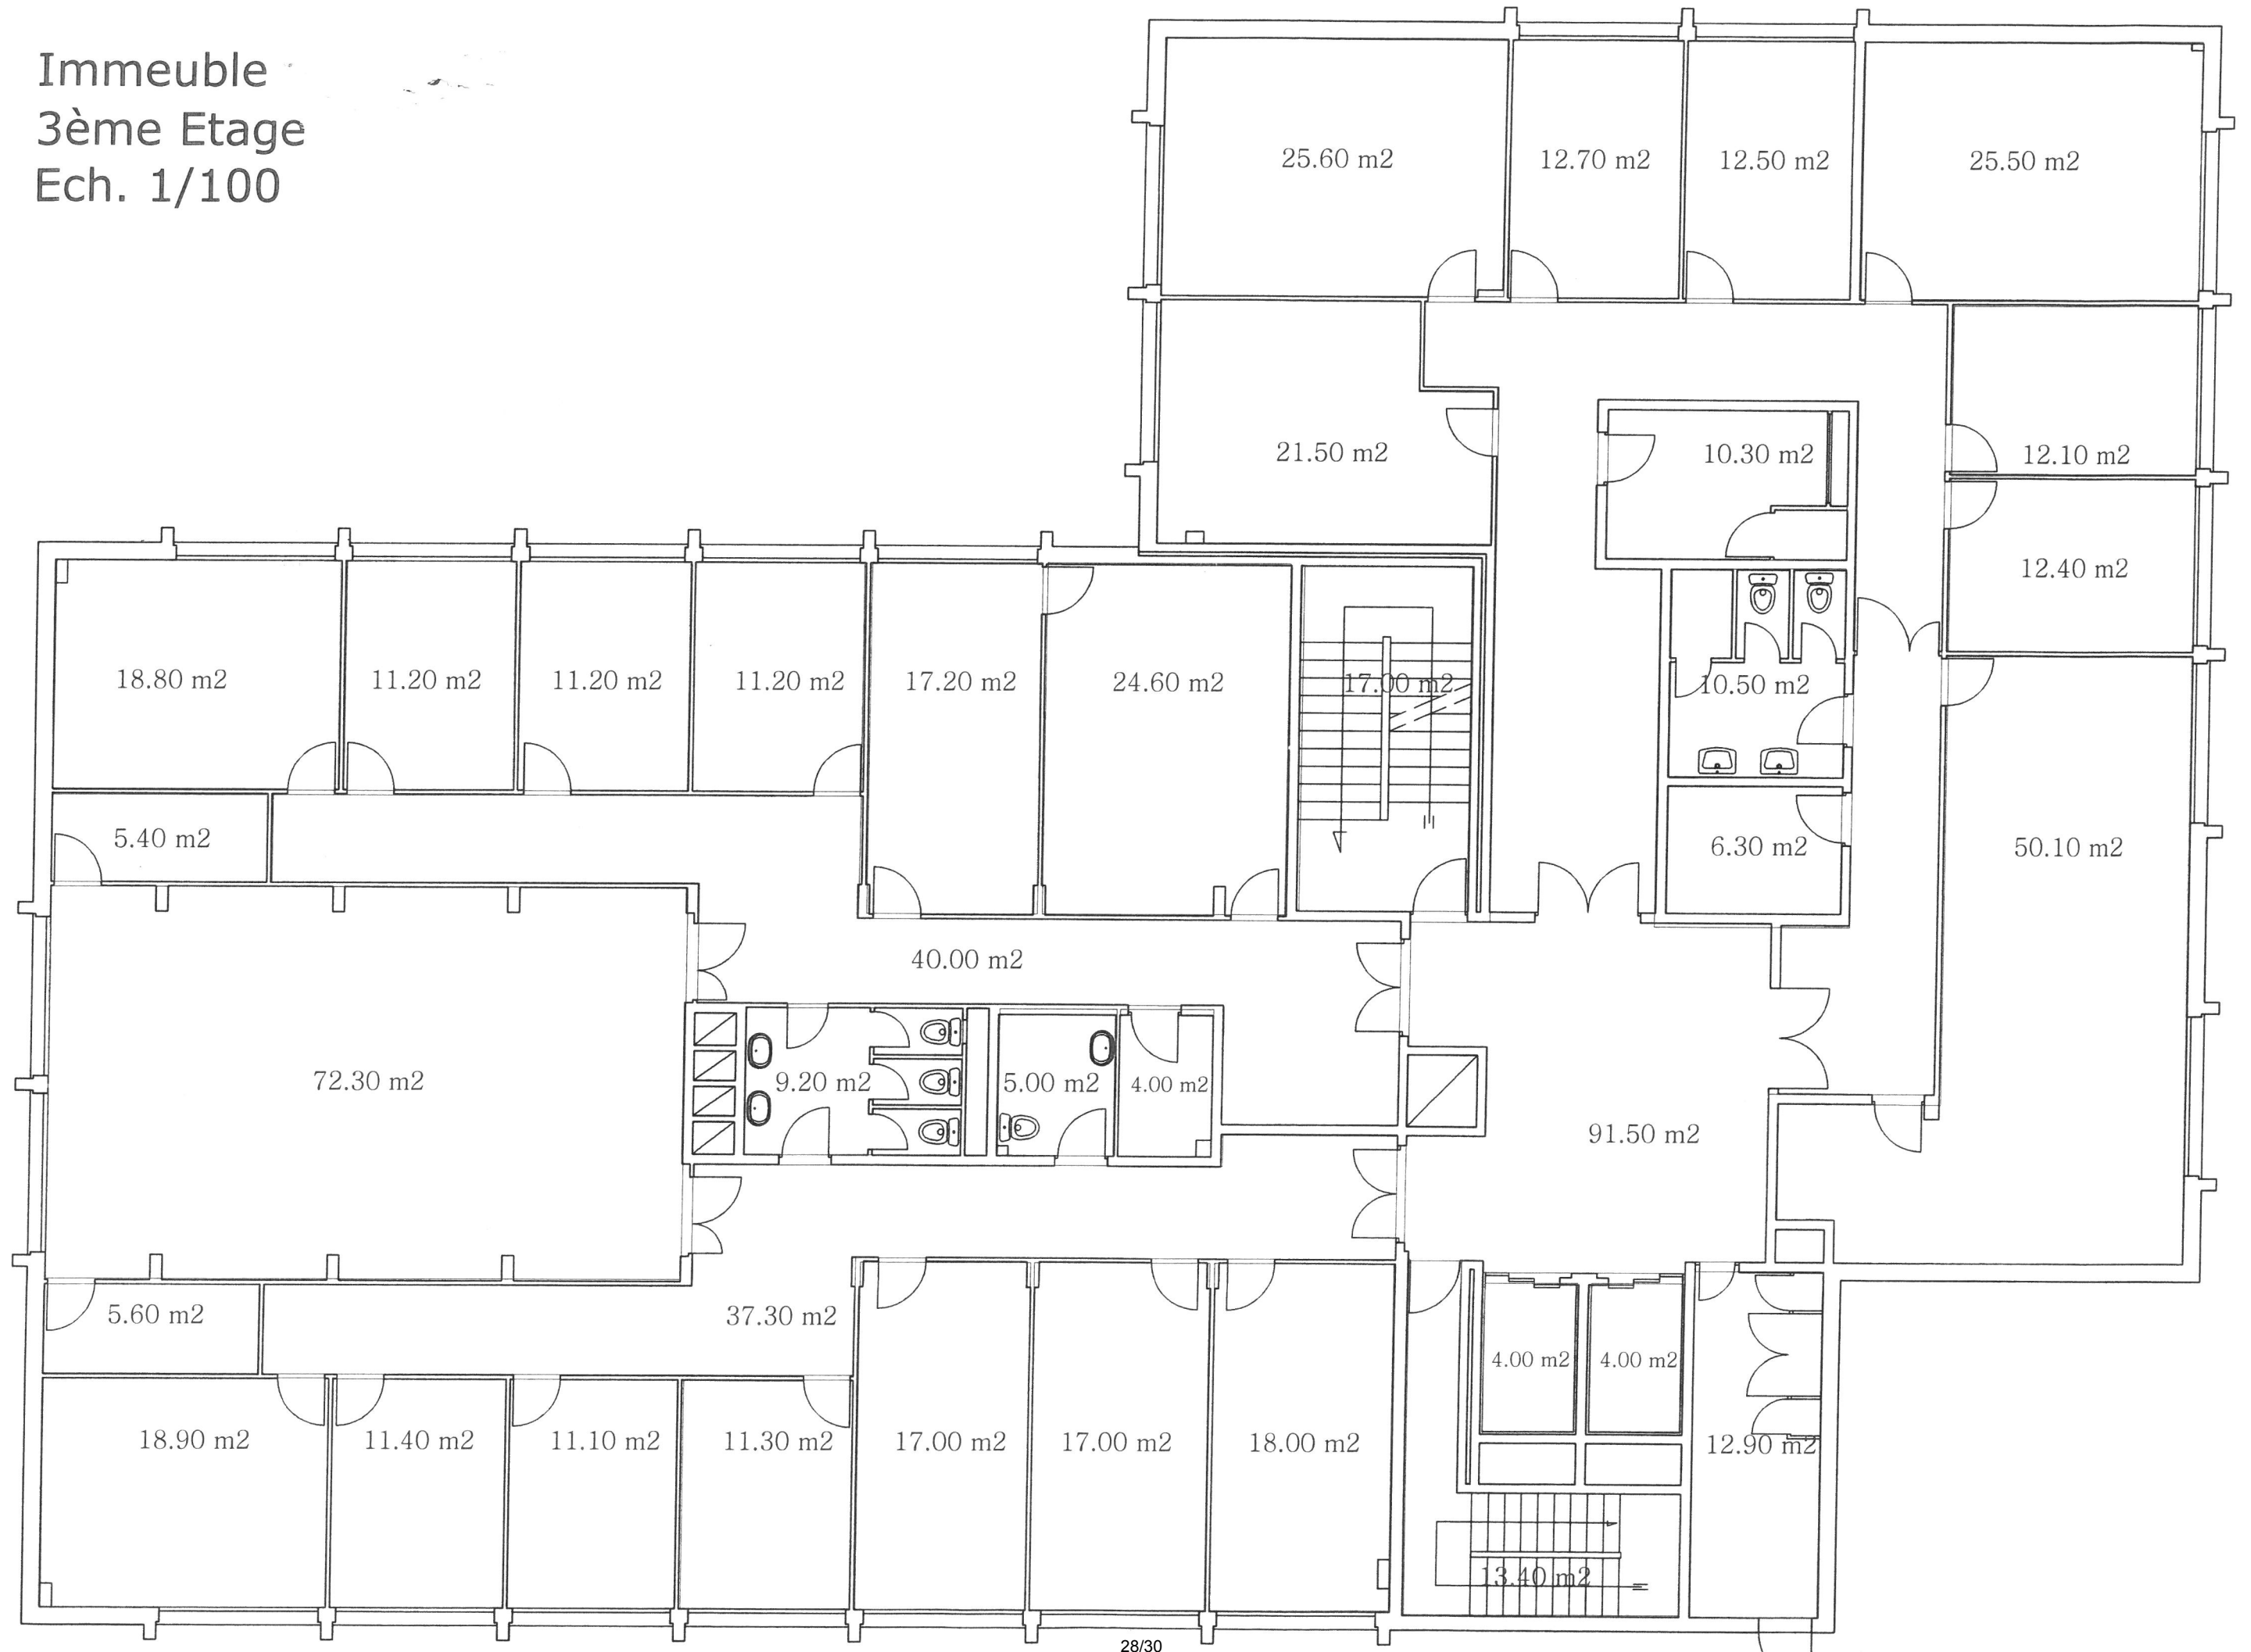 Immeuble
3ème Etage
Ech. 1/100
25.60 m2
12.70 m2
12.50 m2
25.50 m2
21.50 m2
10.30 m2
12.10 m2
12.40 m2
18.80 m2
11.20 m2
11.20 m2
11.20 m2
17.20 m2
24.60 m2
17.00 m2
10.50 m2
5.40 m2
6.30 m2
50.10 m2
40.00 m2
72.30 m2
9.20 m2
5.00 m2
4.00 m2
91.50 m2
5.60 m2
37.30 m2
4.00 m2
4.00 m2
18.90 m2
11.40 m2
11.10 m2
11.30 m2
17.00 m2
17.00 m2
18.00 m2
12.90 m2
13.40 m2
28/30